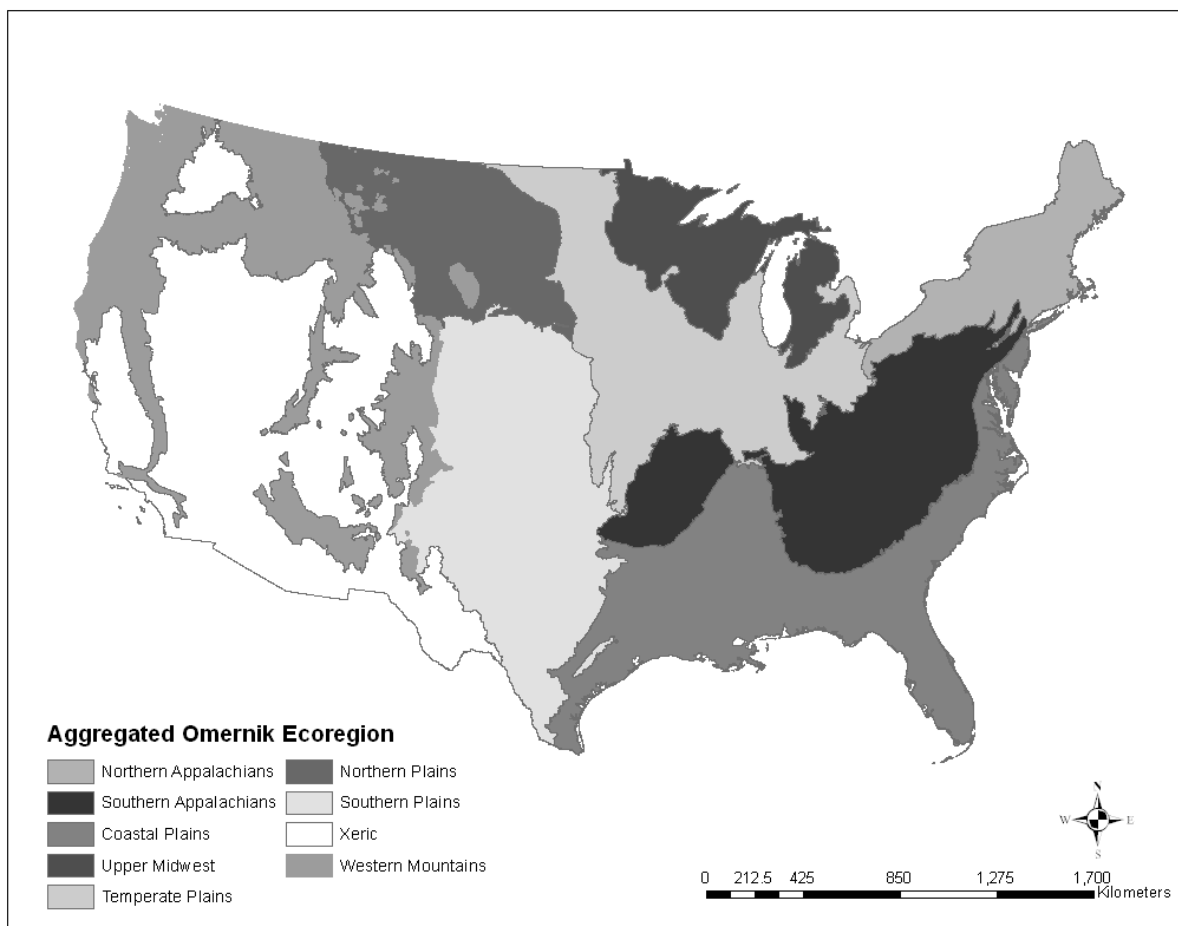 Aggregated Omernik Ecoregion
Northern Appalachians
Southern Appalachians
Coastal Plains
Upper Midwest
Temperate Plains
Northern Plains
Southern Plains
Xeric
Western Mountains
N
W E
S
0 212.5 425 850 1,275 1,700
Kilometers